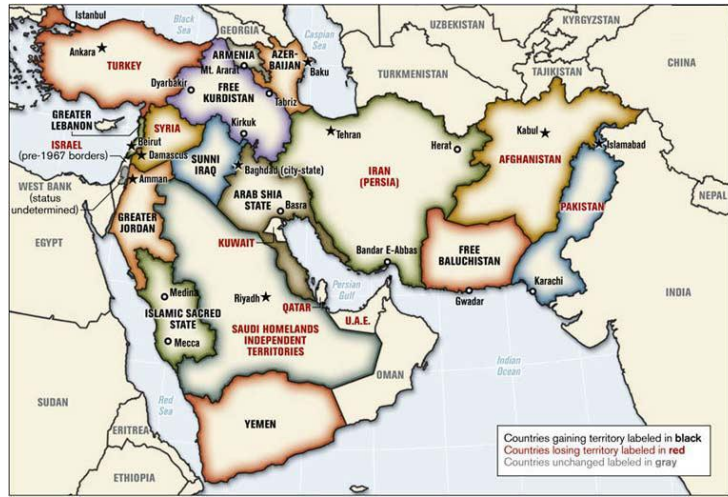 Istanbul
Black
Sea
GEORGIA
Caspian
Sea
UZBEKISTAN
KYRGYZSTAN
Ankara
TURKEY
ARMENIA
Mt. Ararat
AZER-
BAIJAN
Baku
TURKMENISTAN
TAJIKISTAN
CHINA
Dyarbakir
FREE
KURDISTAN
Tabriz
GREATER
LEBANON
SYRIA
Kirkuk
Tehran
Herat
Kabul
Islamabad
ISRAEL
(pre-1967 borders)
Beirut
Damascus
SUNNI
IRAQ
Baghdad (city-state)
IRAN
(PERSIA)
AFGHANISTAN
WEST BANK
(status
undetermined)
Amman
ARAB SHIA
STATE
Basra
PAKISTAN
NEPAL
GREATER
JORDAN
EGYPT
KUWAIT
Bandar E-Abbas
FREE
BALUCHISTAN
Karachi
Gwadar
INDIA
Medina
ISLAMIC SACRED
STATE
Mecca
Riyadh
Persian
Gulf
QATAR
U.A.E.
SAUDI HOMELANDS
INDEPENDENT
TERRITORIES
OMAN
Indian
Ocean
SUDAN
Red
Sea
YEMEN
ERITREA
ETHIOPIA
Countries gaining territory labeled in black
Countries losing territory labeled in red
Countries unchanged labeled in gray